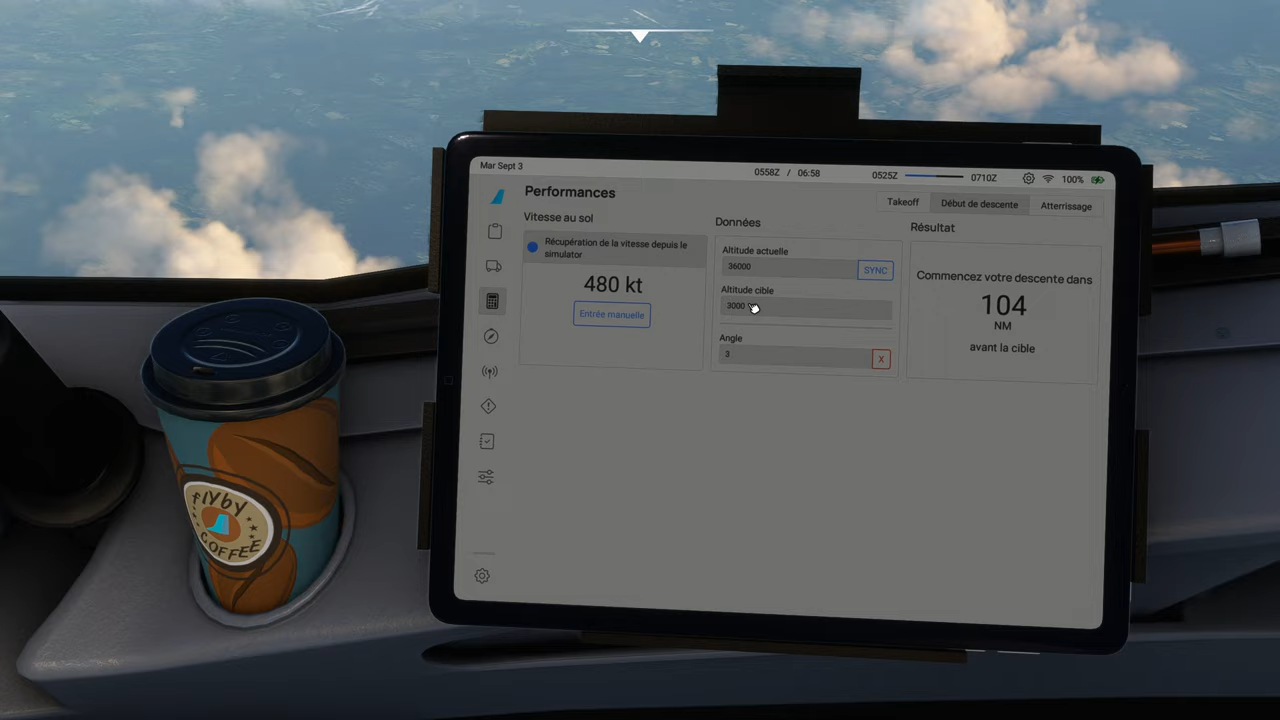 Mar Sept 3
0558Z / 06:58
0525Z
0710Z
100%
Performances
Takeoff
Début de descente
Atterrissage
Vitesse au sol
Récupération de la vitesse depuis le
simulator
480 kt
Entrée manuelle
Données
Altitude actuelle
36000
SYNC
Altitude cible
3000
Angle
3
X
Résultat
Commencez votre descente dans
104
NM
avant la cible
flyby
COFFEE